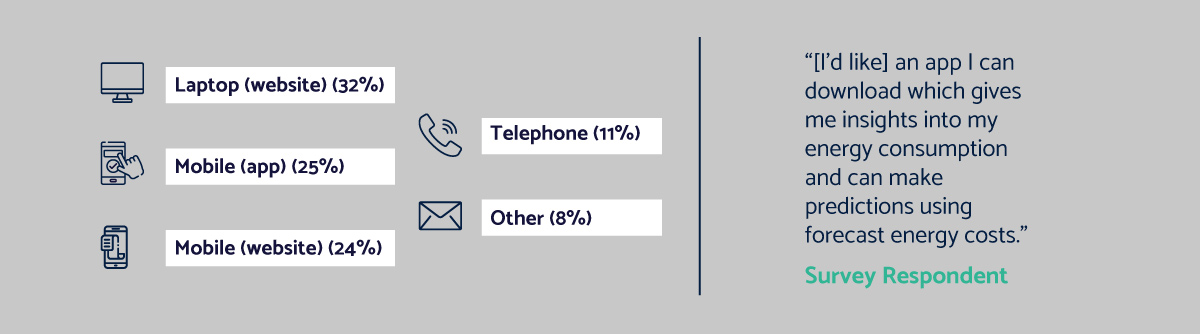 Laptop (website) (32%)
Mobile (app) (25%)
Mobile (website) (24%)
Telephone (11%)
Other (8%)
“[I’d like] an app I can
download which gives
me insights into my
energy consumption
and can make
predictions using
forecast energy costs.”
Survey Respondent